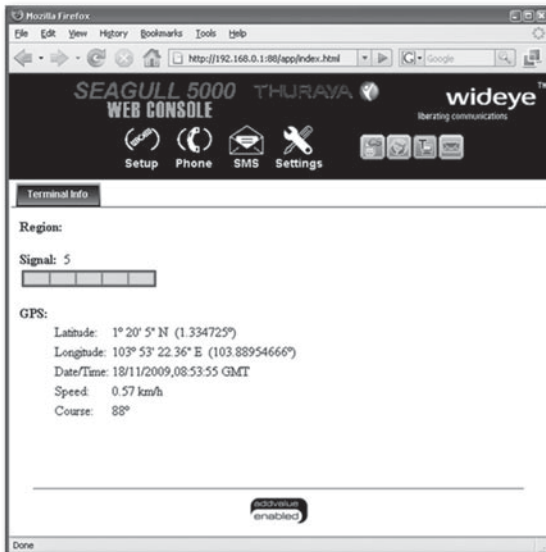 Mozilla Firefox
File Edit View History Bookmarks Tools Help
http://192.168.0.1:88/app/index.html
Google
SEAGULL 5000 THURAYA
WEB CONSOLE
wideye™
liberating communications
Setup Phone SMS Settings
Terminal Info
Region:
Signal: 5
GPS:
Latitude: 1° 20' 5" N (1.334725°)
Longitude: 103° 53' 22.36" E (103.88954666°)
Date/Time: 18/11/2009,08:53:55 GMT
Speed: 0.57 km/h
Course: 88°
addvalue
enabled
Done